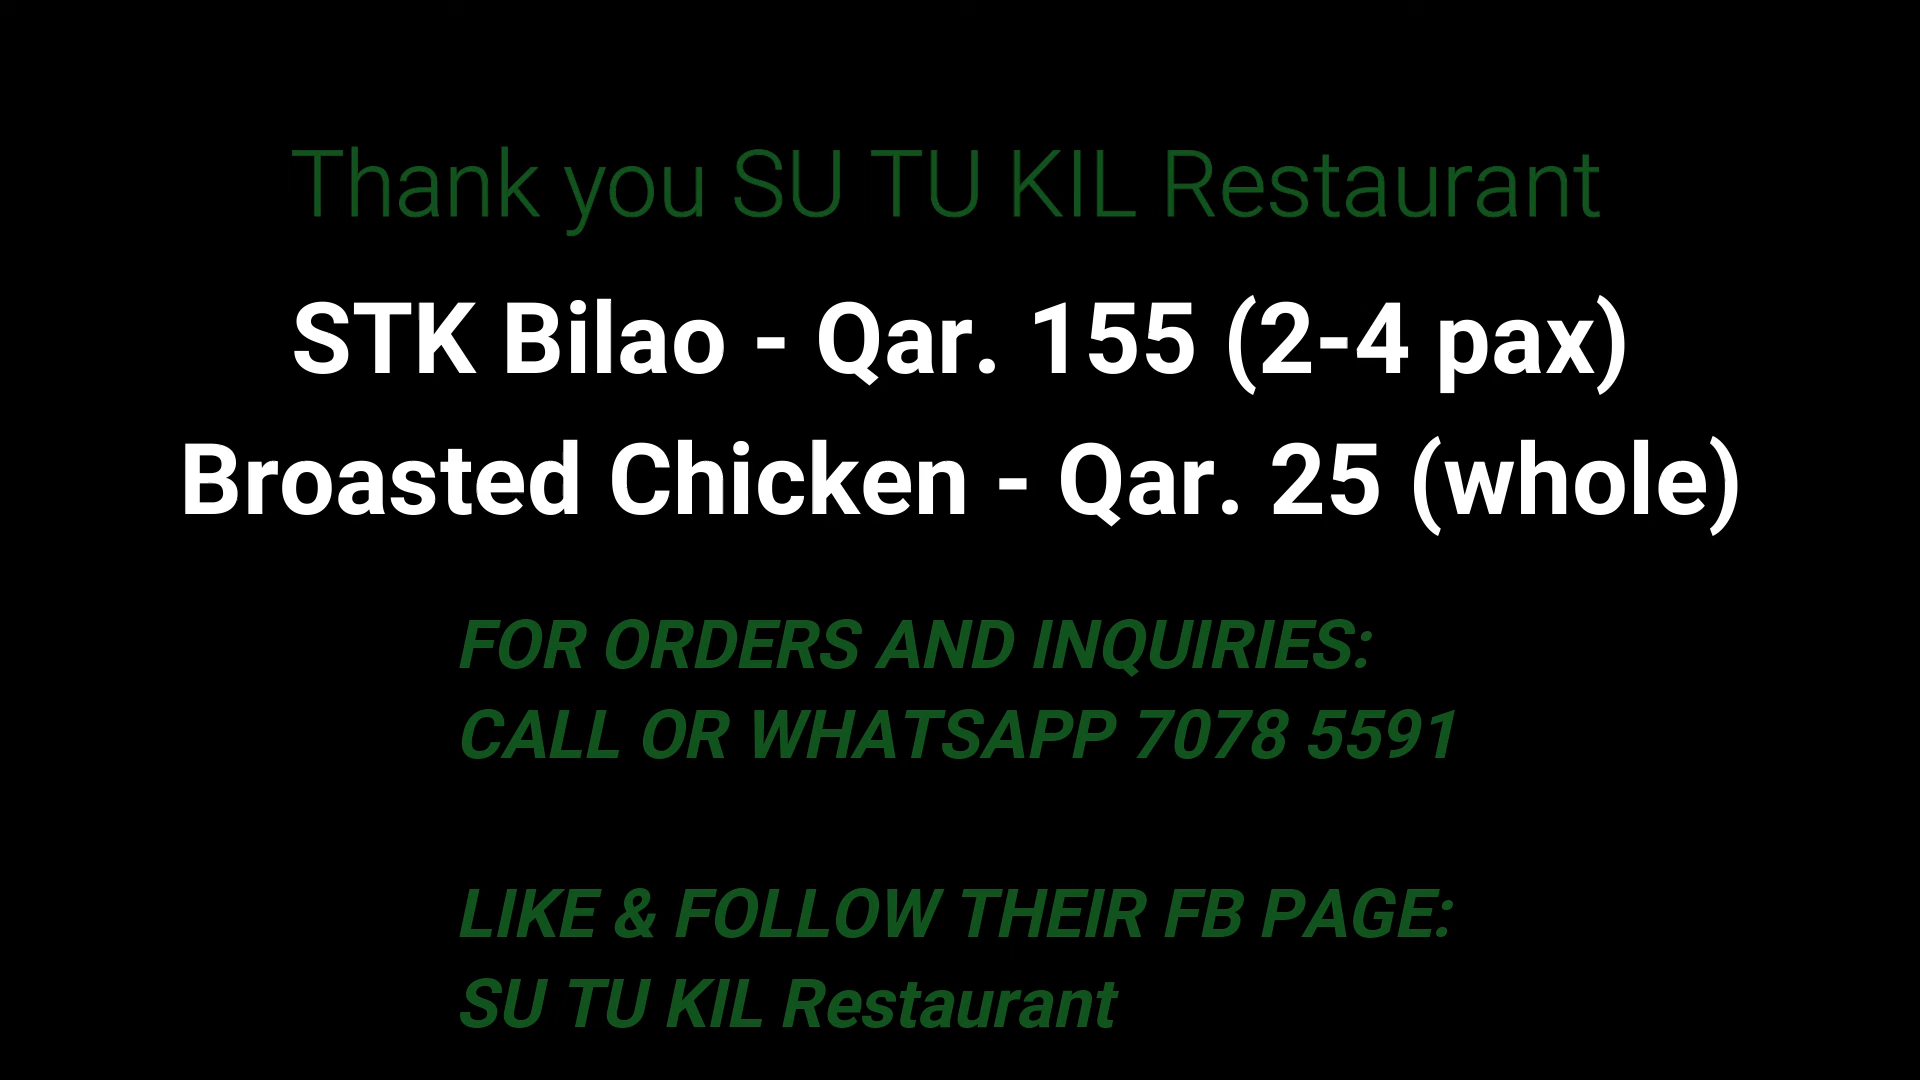 Thank you SU TU KIL Restaurant
STK Bilao - Qar. 155 (2-4 pax)
Broasted Chicken - Qar. 25 (whole)
FOR ORDERS AND INQUIRIES:
CALL OR WHATSAPP 7078 5591
LIKE & FOLLOW THEIR FB PAGE:
SU TU KIL Restaurant